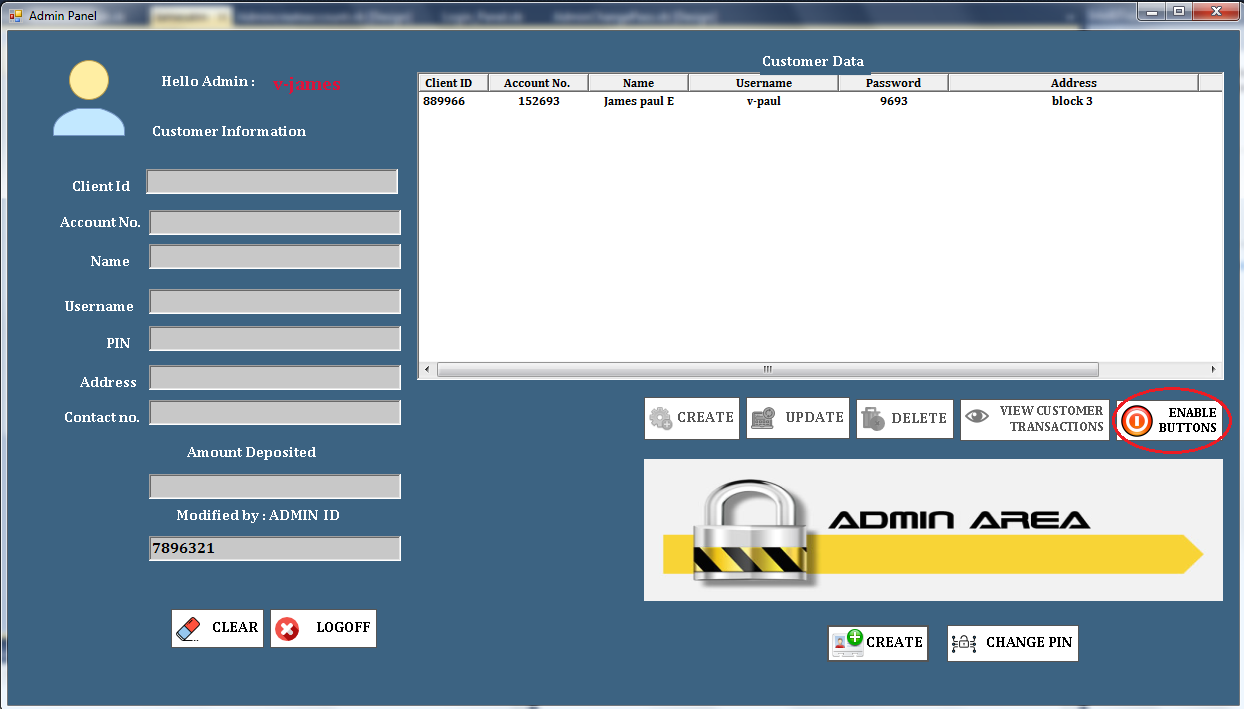 Admin Panel
Hello Admin :
v-james
Customer Information
Client Id
Account No.
Name
Username
PIN
Address
Contact no.
Amount Deposited
Modified by : ADMIN ID
7896321
CLEAR
LOGOFF
Customer Data
Client ID Account No. Name Username Password Address
889966 152693 James paul E v-paul 9693 block 3
CREATE
UPDATE
DELETE
VIEW CUSTOMER
TRANSACTIONS
ENABLE
BUTTONS
ADMIN AREA
CREATE
CHANGE PIN